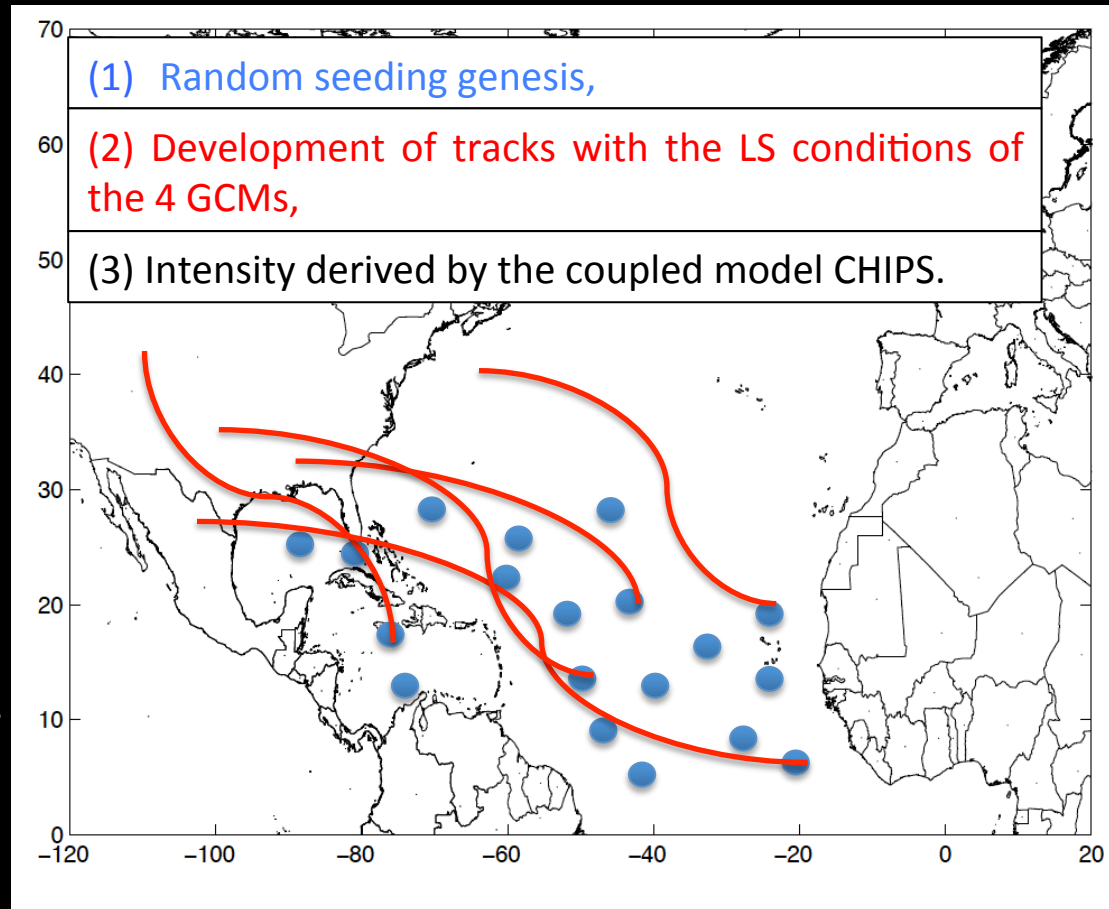 70
(1) Random seeding genesis,
60
(2) Development of tracks with the LS conditions of
the 4 GCMs,
50
(3) Intensity derived by the coupled model CHIPS.
40
30
20
10
0
−120 −100 −80 −60 −40 −20 0 20